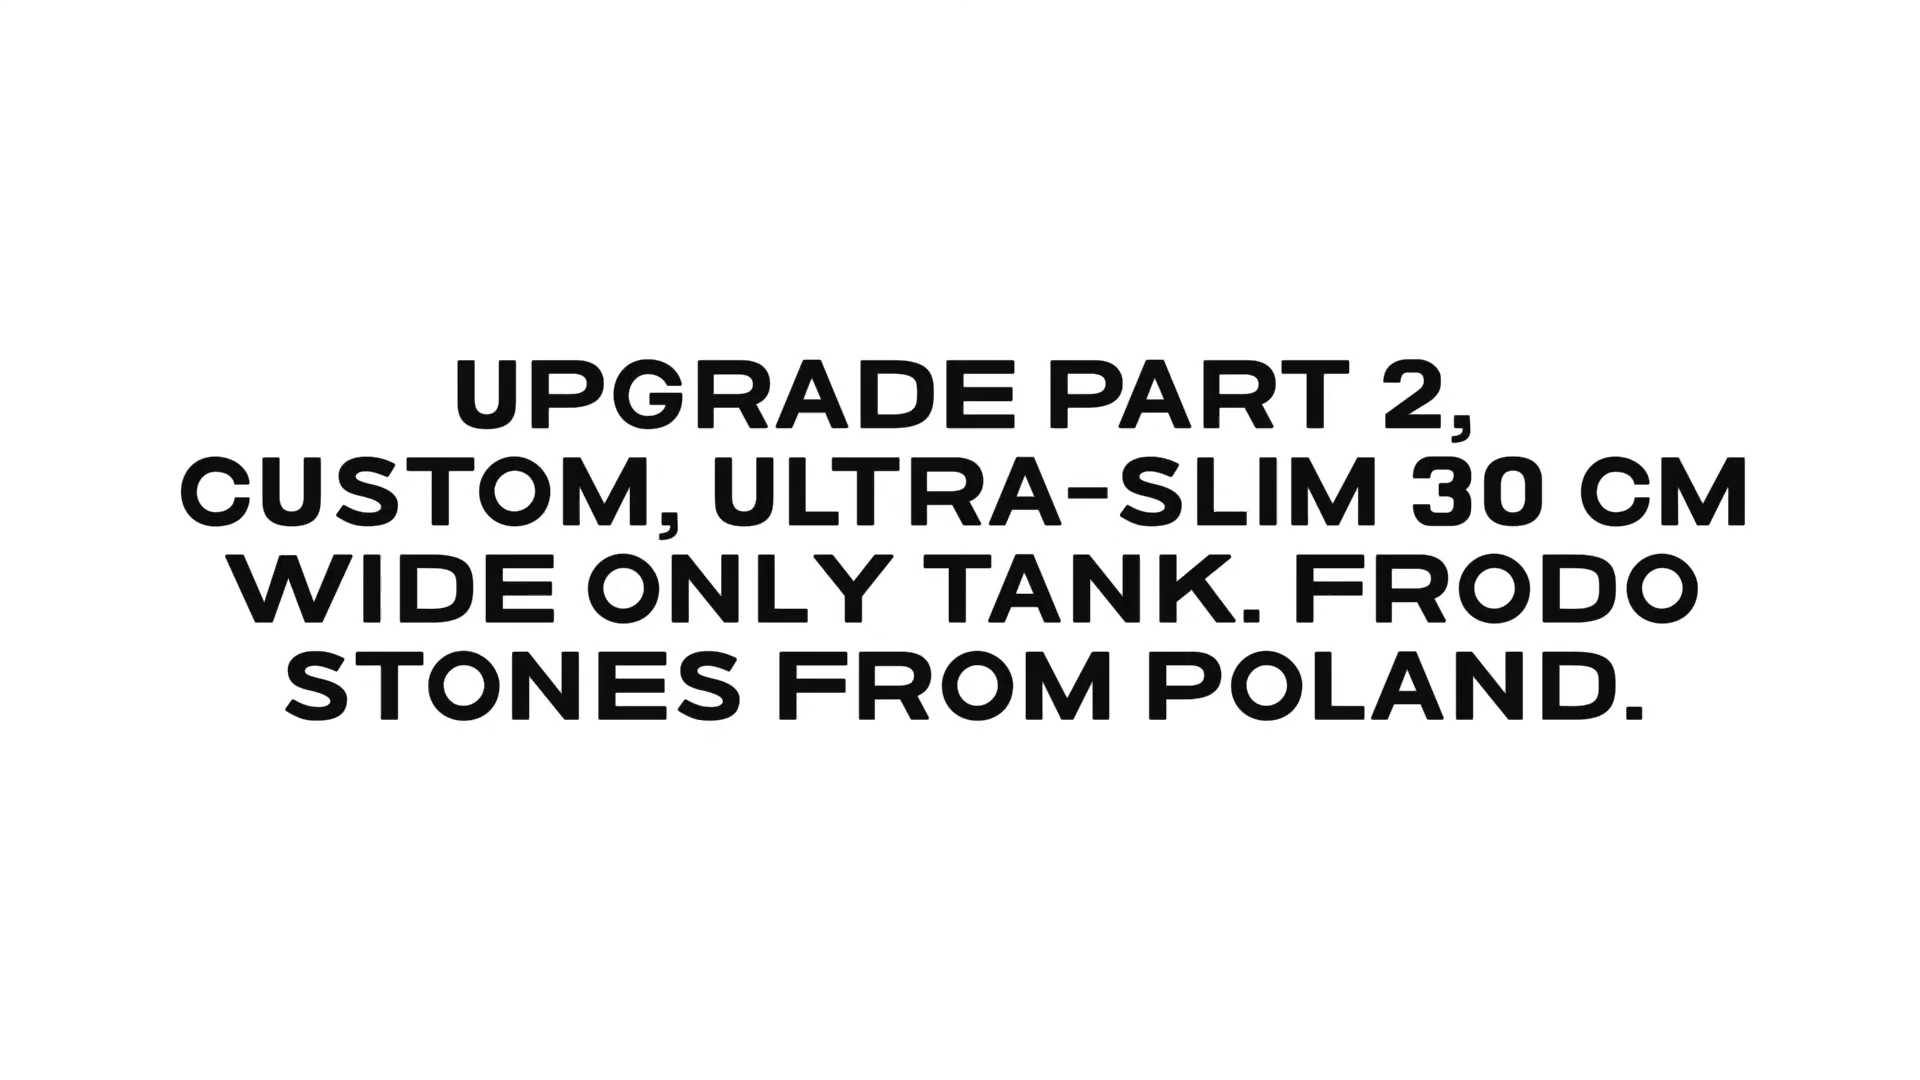 UPGRADE PART 2,
CUSTOM, ULTRA-SLIM 30 CM
WIDE ONLY TANK. FRODO
STONES FROM POLAND.